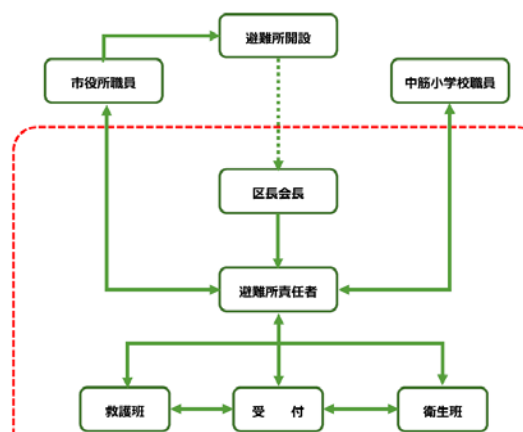 避難所開設
市役所職員
中筋小学校職員
区長会長
避難所責任者
救護班
受　　付
衛生班